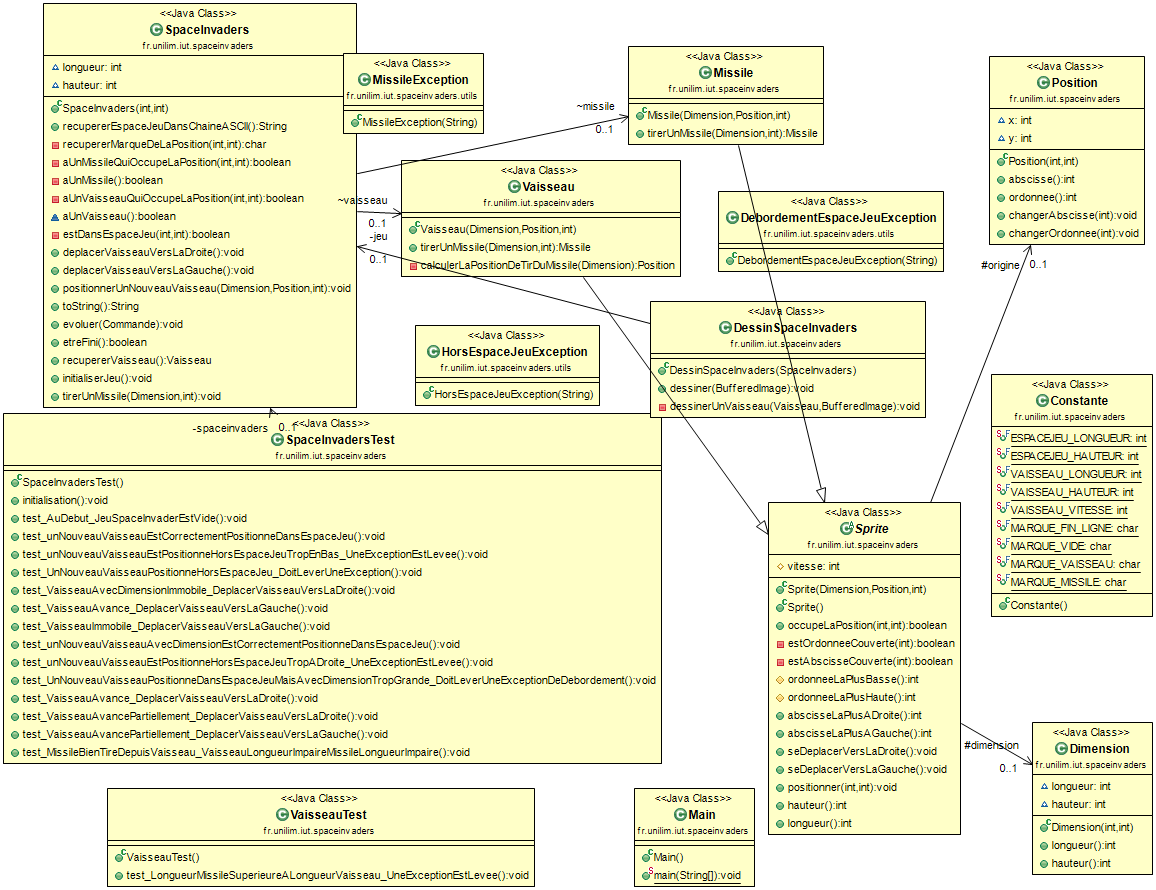 <<Java Class>>
SpaceInvaders
fr.unilim.iut.spaceinvaders
longueur: int
hauteur: int
SpaceInvaders(int,int)
recupererEspaceJeuDansChaineASCII():String
recupererMarqueDeLaPosition(int,int):char
aUnMissileQuiOccupeLaPosition(int,int):boolean
aUnMissile():boolean
aUnVaisseauQuiOccupeLaPosition(int,int):boolean
aUnVaisseau():boolean
estDansEspaceJeu(int,int):boolean
deplacerVaisseauVersLaDroite():void
deplacerVaisseauVersLaGauche():void
positionnerUnNouveauVaisseau(Dimension,Position,int):void
toString():String
evoluer(Commande):void
etreFini():boolean
recupererVaisseau():Vaisseau
initialiserJeu():void
tirerUnMissile(Dimension,int):void
<<Java Class>>
MissileException
fr.unilim.iut.spaceinvaders.utils
MissileException(String)
~missile
0..1
<<Java Class>>
Missile
fr.unilim.iut.spaceinvaders
Missile(Dimension,Position,int)
tirerUnMissile(Dimension,int):Missile
<<Java Class>>
Position
fr.unilim.iut.spaceinvaders
x: int
y: int
Position(int,int)
abscisse():int
ordonnee():int
changerAbscisse(int):void
changerOrdonnee(int):void
~vaisseau
0..1
-jeu
0..1
<<Java Class>>
Vaisseau
fr.unilim.iut.spaceinvaders
Vaisseau(Dimension,Position,int)
tirerUnMissile(Dimension,int):Missile
calculerLaPositionDeTirDuMissile(Dimension):Position
<<Java Class>>
DebordementEspaceJeuException
fr.unilim.iut.spaceinvaders.utils
DebordementEspaceJeuException(String)
#origine
0..1
<<Java Class>>
HorsEspaceJeuException
fr.unilim.iut.spaceinvaders.utils
HorsEspaceJeuException(String)
<<Java Class>>
DessinSpaceInvaders
fr.unilim.iut.spaceinvaders
DessinSpaceInvaders(SpaceInvaders)
dessiner(BufferedImage):void
dessinerUnVaisseau(Vaisseau,BufferedImage):void
<<Java Class>>
Constante
fr.unilim.iut.spaceinvaders
ESPACEJEU_LONGUEUR: int
ESPACEJEU_HAUTEUR: int
VAISSEAU_LONGUEUR: int
VAISSEAU_HAUTEUR: int
VAISSEAU_VITESSE: int
MARQUE_FIN_LIGNE: char
MARQUE_VIDE: char
MARQUE_VAISSEAU: char
MARQUE_MISSILE: char
Constante()
-spaceinvaders
0..1
<<Java Class>>
SpaceInvadersTest
fr.unilim.iut.spaceinvaders
SpaceInvadersTest()
initialisation():void
test_AuDebut_JeuSpaceInvaderEstVide():void
test_unNouveauVaisseauEstCorrectementPositionneDansEspaceJeu():void
test_unNouveauVaisseauEstPositionneHorsEspaceJeuTropEnBas_UneExceptionEstLevee():void
test_UnNouveauVaisseauPositionneHorsEspaceJeu_DoitLeverUneException():void
test_VaisseauAvecDimensionImmobile_DeplacerVaisseauVersLaDroite():void
test_VaisseauAvance_DeplacerVaisseauVersLaGauche():void
test_VaisseauImmobile_DeplacerVaisseauVersLaGauche():void
test_unNouveauVaisseauAvecDimensionEstCorrectementPositionneDansEspaceJeu():void
test_unNouveauVaisseauEstPositionneHorsEspaceJeuTropADroite_UneExceptionEstLevee():void
test_UnNouveauVaisseauPositionneDansEspaceJeuMaisAvecDimensionTropGrande_DoitLeverUneExceptionDeDebordement():void
test_VaisseauAvance_DeplacerVaisseauVersLaDroite():void
test_VaisseauAvancePartiellement_DeplacerVaisseauVersLaDroite():void
test_VaisseauAvancePartiellement_DeplacerVaisseauVersLaGauche():void
test_MissileBienTireDepuisVaisseau_VaisseauLongueurImpaireMissileLongueurImpaire():void
<<Java Class>>
Sprite
fr.unilim.iut.spaceinvaders
vitesse: int
Sprite(Dimension,Position,int)
Sprite()
occupeLaPosition(int,int):boolean
estOrdonneeCouverte(int):boolean
estAbscisseCouverte(int):boolean
ordonneeLaPlusBasse():int
ordonneeLaPlusHaute():int
abscisseLaPlusADroite():int
abscisseLaPlusAGauche():int
seDeplacerVersLaDroite():void
seDeplacerVersLaGauche():void
positionner(int,int):void
hauteur():int
longueur():int
#dimension
0..1
<<Java Class>>
Dimension
fr.unilim.iut.spaceinvaders
longueur: int
hauteur: int
Dimension(int,int)
longueur():int
hauteur():int
<<Java Class>>
VaisseauTest
fr.unilim.iut.spaceinvaders
VaisseauTest()
test_LongueurMissileSuperieureALongueurVaisseau_UneExceptionEstLevee():void
<<Java Class>>
Main
fr.unilim.iut.spaceinvaders
Main()
main(String[]):void